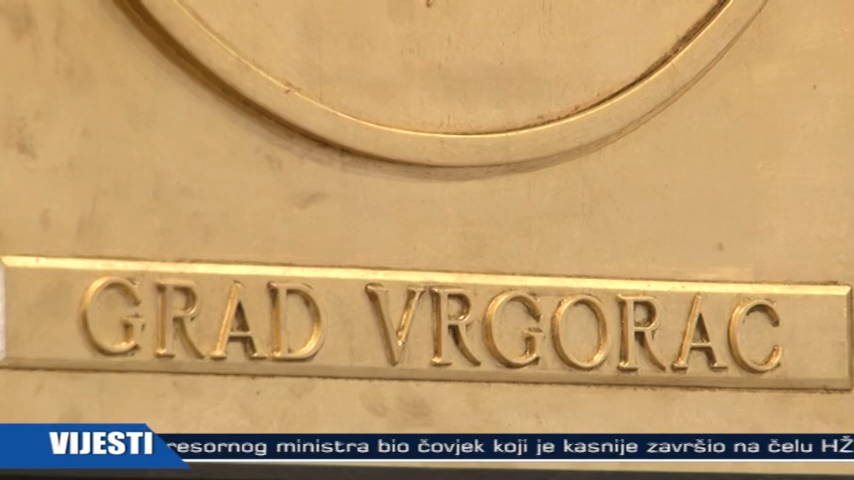 GRAD VRGORAC
VIJESTI
resornog ministra bio čovjek koji je kasnije završio na čelu HŽ